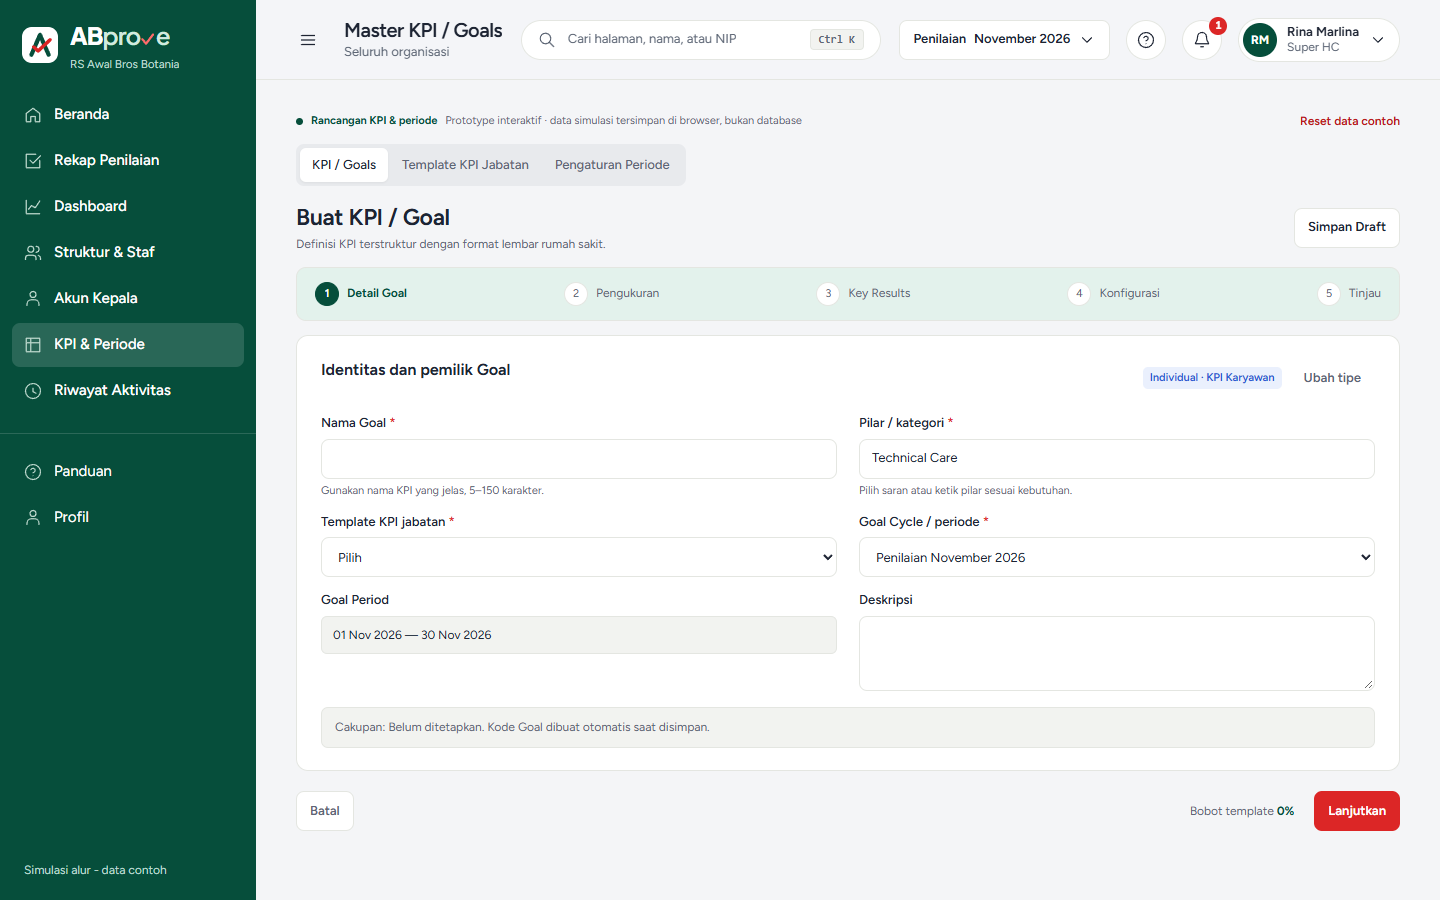 ABprove
RS Awal Bros Botania
Beranda
Rekap Penilaian
Dashboard
Struktur & Staf
Akun Kepala
KPI & Periode
Riwayat Aktivitas
Panduan
Profil
Simulasi alur - data contoh
Master KPI / Goals
Seluruh organisasi
Cari halaman, nama, atau NIP
Ctrl K
Penilaian November 2026
1
RM
Rina Marlina
Super HC
Rancangan KPI & periode Prototype interaktif · data simulasi tersimpan di browser, bukan database
Reset data contoh
KPI / Goals
Template KPI Jabatan
Pengaturan Periode
Buat KPI / Goal
Definisi KPI terstruktur dengan format lembar rumah sakit.
Simpan Draft
1 Detail Goal
2 Pengukuran
3 Key Results
4 Konfigurasi
5 Tinjau
Identitas dan pemilik Goal
Individual · KPI Karyawan
Ubah tipe
Nama Goal *
Gunakan nama KPI yang jelas, 5–150 karakter.
Pilar / kategori *
Technical Care
Pilih saran atau ketik pilar sesuai kebutuhan.
Template KPI jabatan *
Pilih
Goal Cycle / periode *
Penilaian November 2026
Goal Period
01 Nov 2026 — 30 Nov 2026
Deskripsi
Cakupan: Belum ditetapkan. Kode Goal dibuat otomatis saat disimpan.
Batal
Bobot template 0%
Lanjutkan